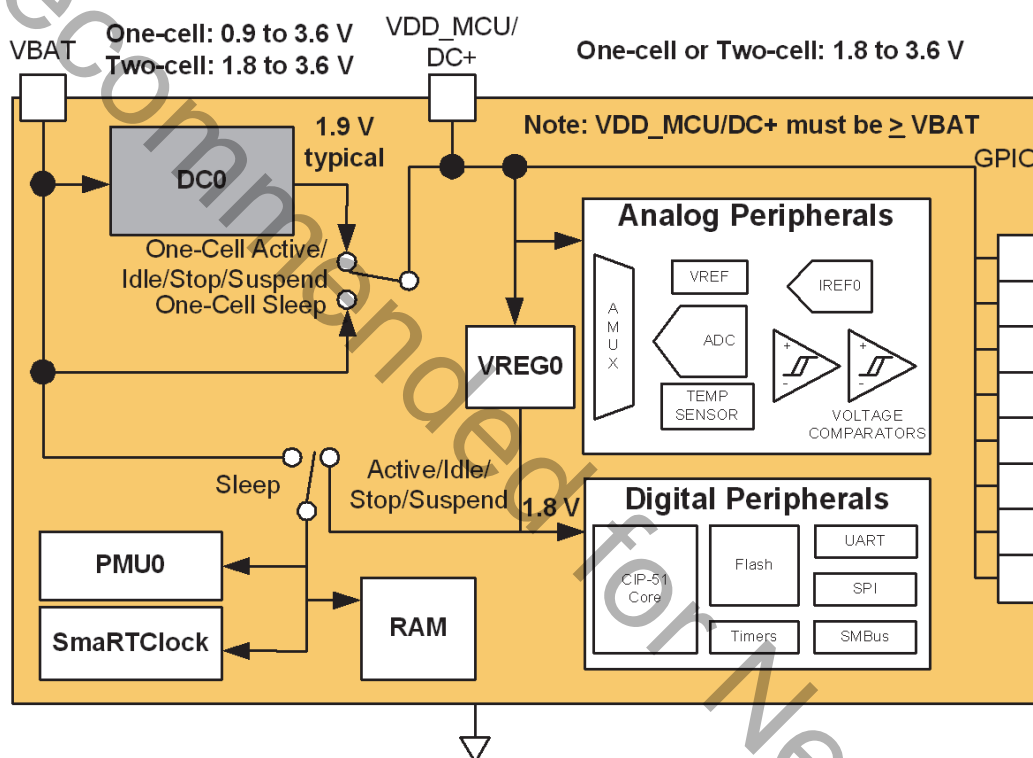 VBAT
One-cell: 0.9 to 3.6 V
Two-cell: 1.8 to 3.6 V
VDD_MCU/
DC+
One-cell or Two-cell: 1.8 to 3.6 V
Note: VDD_MCU/DC+ must be ≥ VBAT
GPIO
1.9 V
typical
DC0
One-Cell Active/
Idle/Stop/Suspend
One-Cell Sleep
VREG0
Analog Peripherals
AMUX
VREF
IREF0
ADC
TEMP
SENSOR
+
-
+
-
VOLTAGE
COMPARATORS
Sleep
Active/Idle/
Stop/Suspend
1.8 V
Digital Peripherals
CIP-51
Core
Flash
Timers
UART
SPI
SMBus
PMU0
SmaRTClock
RAM
ecommended for Ne